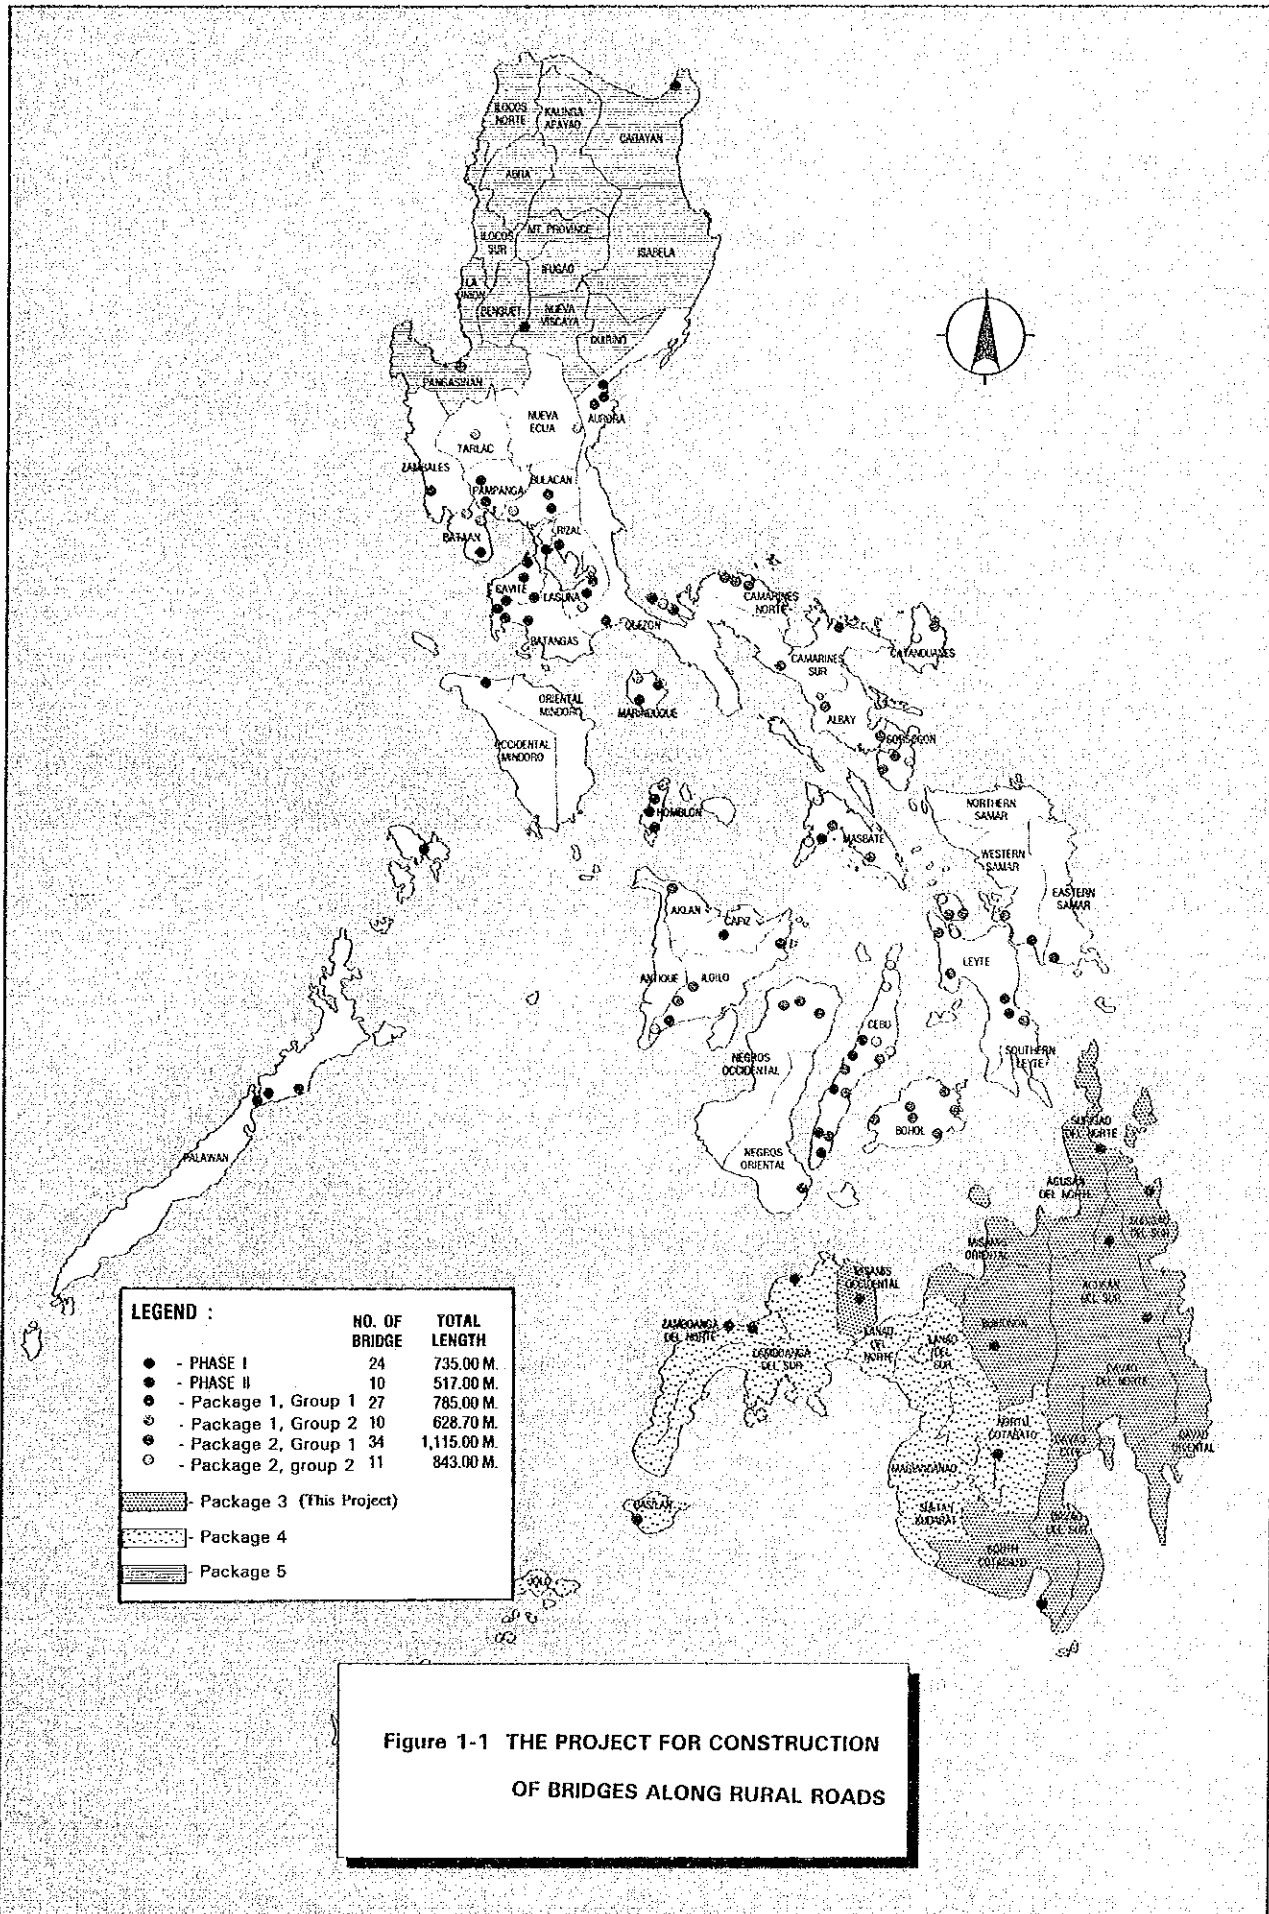 ILOCOS
NORTE
KALINGA
APAYAO
CAGAYAN
ABRA
MT. PROVINCE
ILOCOS
SUR
ISABELA
IFUGAO
LA
UNION
BENGUET
NUEVA
VISCAYA
QUIRINO
PANGASINAN
NUEVA
ECIJA
AURORA
TARLAC
ZAMBALES
BULACAN
PAMPANGA
RIZAL
BATAAN
CAVITE
LAGUNA
CAMARINES
NORTE
QUEZON
BATANGAS
CATANDUANES
CAMARINES
SUR
ORIENTAL
MINDORO
MARINDUQUE
ALBAY
SORSOGON
OCCIDENTAL
MINDORO
NORTHERN
SAMAR
ROMBLON
MASBATE
WESTERN
SAMAR
EASTERN
SAMAR
AKLAN
CAPIZ
LEYTE
ANTIQUE
ILOILO
CEBU
NEGROS
OCCIDENTAL
SOUTHERN
LEYTE
BOHOL
SURIGAO
DEL NORTE
PALAWAN
NEGROS
ORIENTAL
AGUSAN
DEL NORTE
SURIGAO
DEL SUR
MISAMIS
ORIENTAL
MISAMIS
OCCIDENTAL
AGUSAN
DEL SUR
ZAMBOANGA
DEL NORTE
LANAO
DEL
NORTE
LANAO
DEL
SUR
BUKIDNON
ZAMBOANGA
DEL SUR
DAVAO
DEL NORTE
NORTH
COTABATO
DAVAO
CITY
DAVAO
ORIENTAL
MAGUINDANAO
BASILAN
SULTAN
KUDARAT
DAVAO
DEL SUR
SOUTH
COTABATO
JOLO
LEGEND :
NO. OF BRIDGE TOTAL LENGTH
- PHASE I 24 735.00 M.
- PHASE II 10 517.00 M.
- Package 1, Group 1 27 785.00 M.
- Package 1, Group 2 10 628.70 M.
- Package 2, Group 1 34 1,115.00 M.
- Package 2, group 2 11 843.00 M.
- Package 3 (This Project)
- Package 4
- Package 5
Figure 1-1 THE PROJECT FOR CONSTRUCTION
OF BRIDGES ALONG RURAL ROADS